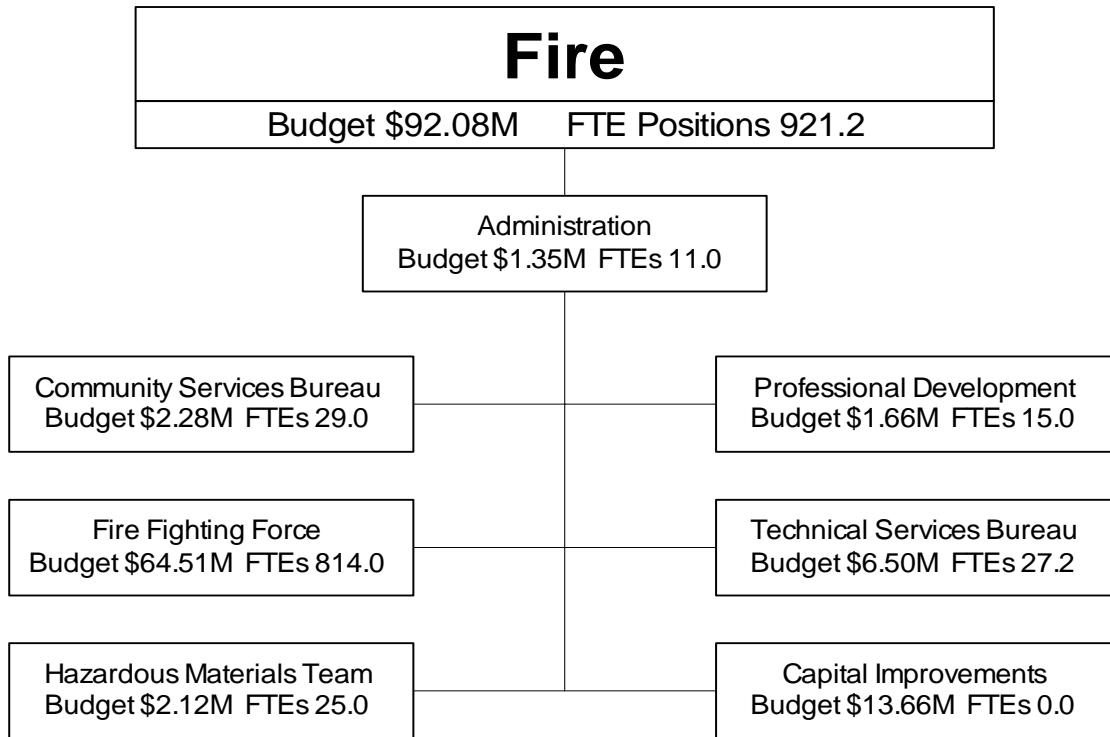 Fire
Budget $92.08M FTE Positions 921.2
Administration
Budget $1.35M FTEs 11.0
Community Services Bureau
Budget $2.28M FTEs 29.0
Professional Development
Budget $1.66M FTEs 15.0
Fire Fighting Force
Budget $64.51M FTEs 814.0
Technical Services Bureau
Budget $6.50M FTEs 27.2
Hazardous Materials Team
Budget $2.12M FTEs 25.0
Capital Improvements
Budget $13.66M FTEs 0.0